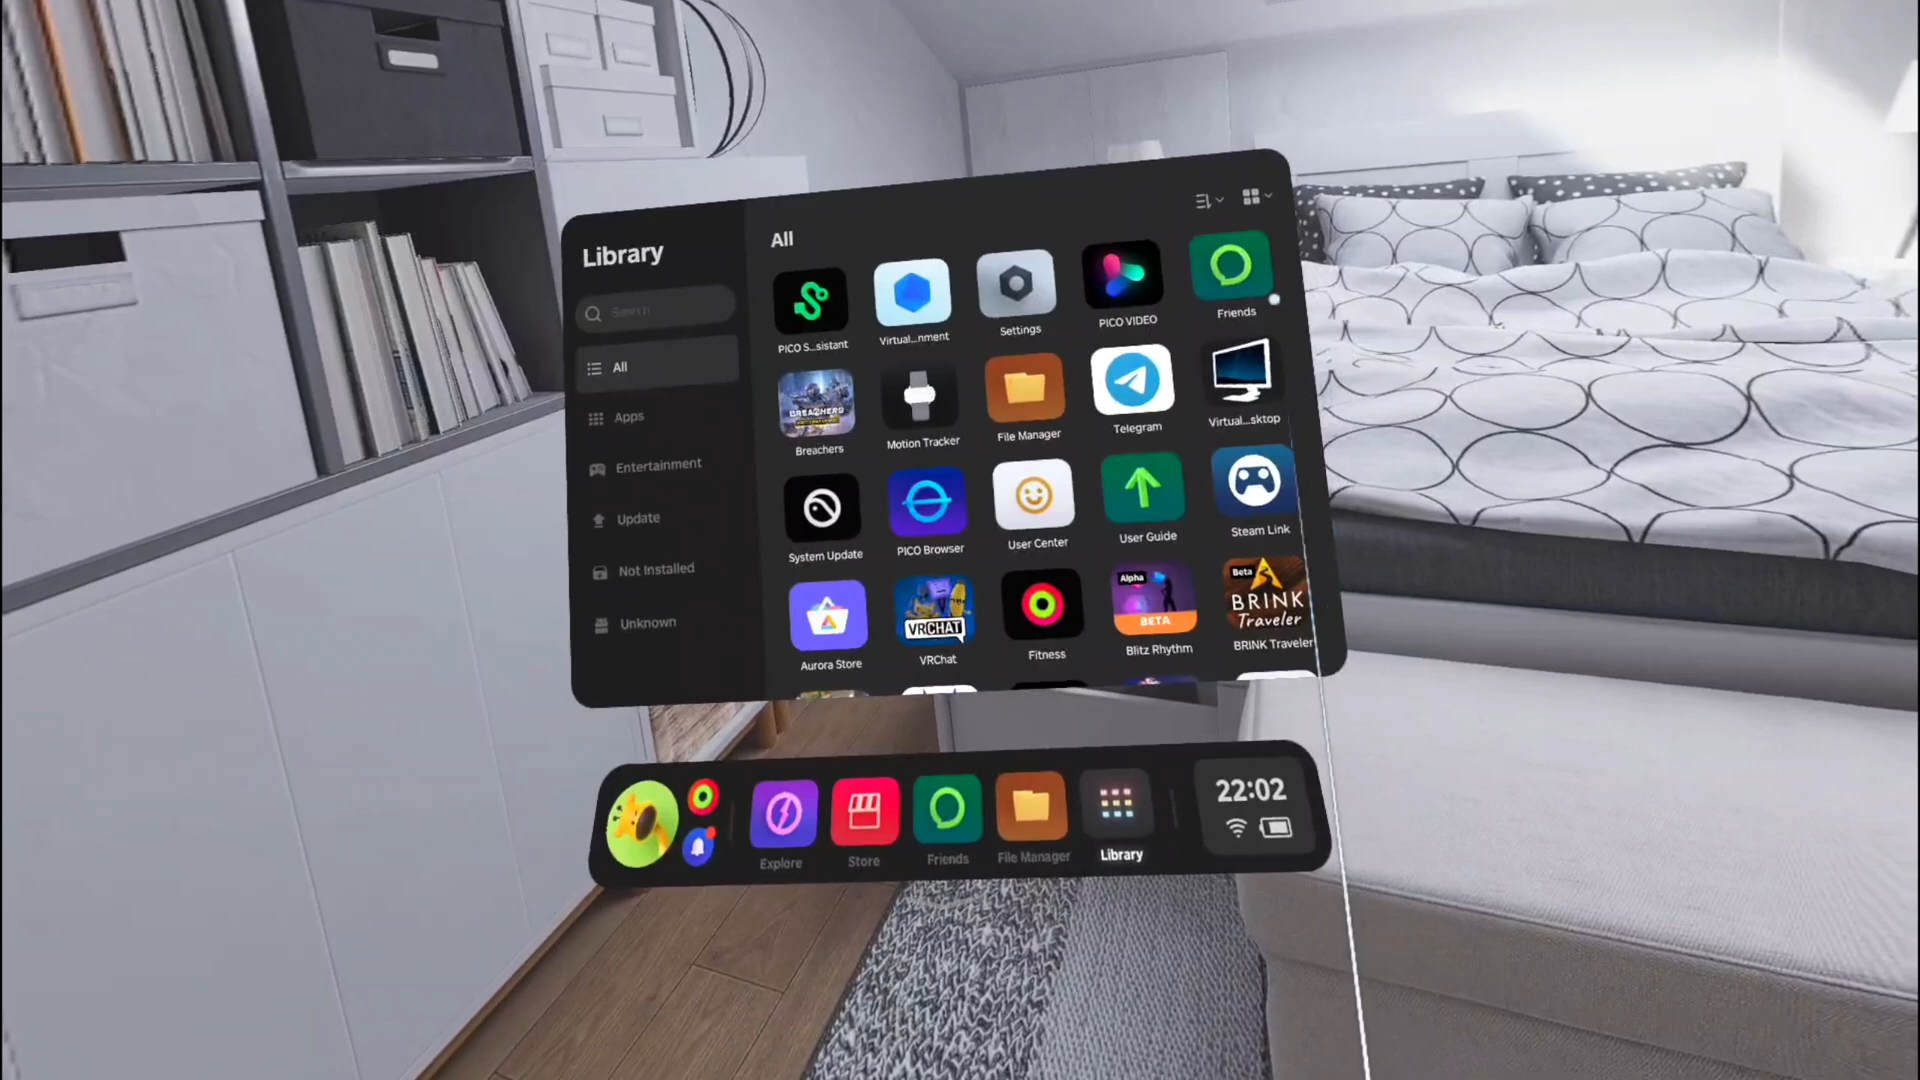 Library
Search
All
Apps
Entertainment
Update
Not Installed
Unknown
All
PICO S...sistant
Virtual...nment
Settings
PICO VIDEO
Friends
BREACHERS
Breachers
Motion Tracker
File Manager
Telegram
Virtual...sktop
System Update
PICO Browser
User Center
User Guide
Steam Link
Aurora Store
VRCHAT
VRChat
Fitness
Alpha
BETA
Blitz Rhythm
Beta
BRINK
Traveler
BRINK Traveler
Explore
Store
Friends
File Manager
Library
22:02